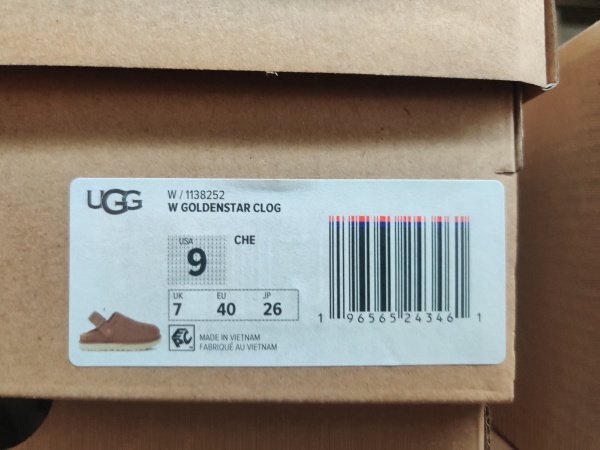 UGG
W / 1138252
W GOLDENSTAR CLOG
USA
9
CHE
UK EU JP
7 40 26
MADE IN VIETNAM
FABRIQUÉ AU VIETNAM
1 96565 24346 1